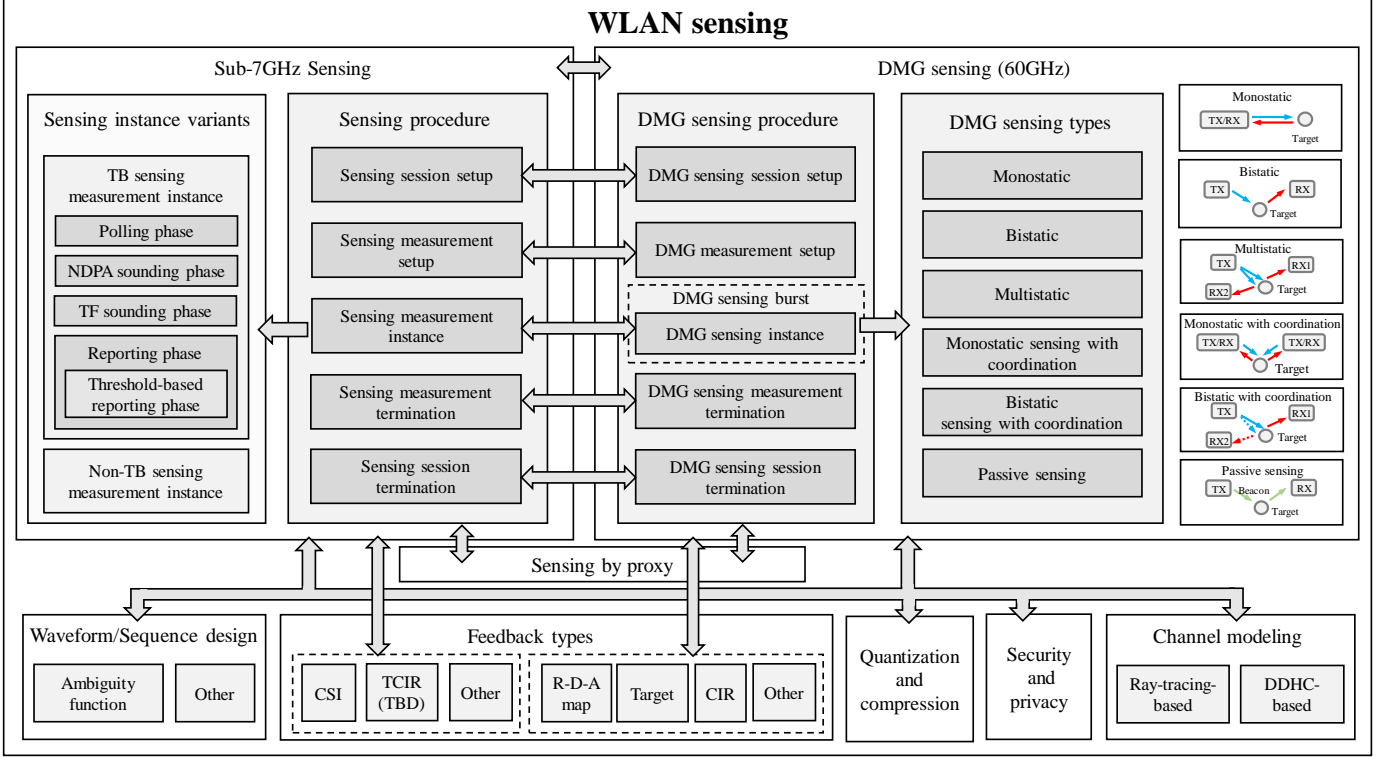 WLAN sensing
Sub-7GHz Sensing
Sensing instance variants
TB sensing
measurement instance
Polling phase
NDPA sounding phase
TF sounding phase
Reporting phase
Threshold-based
reporting phase
Non-TB sensing
measurement instance
Sensing procedure
Sensing session setup
Sensing measurement
setup
Sensing measurement
instance
Sensing measurement
termination
Sensing session
termination
DMG sensing (60GHz)
DMG sensing procedure
DMG sensing session setup
DMG measurement setup
DMG sensing burst
DMG sensing instance
DMG sensing measurement
termination
DMG sensing session
termination
DMG sensing types
Monostatic
Bistatic
Multistatic
Monostatic sensing with
coordination
Bistatic
sensing with coordination
Passive sensing
Monostatic
TX/RX
Target
Bistatic
TX
RX
Target
Multistatic
TX
RX1
RX2
Target
Monostatic with coordination
TX/RX
TX/RX
Target
Bistatic with coordination
TX
RX1
RX2
Target
Passive sensing
TX
Beacon
RX
Target
Sensing by proxy
Waveform/Sequence design
Ambiguity
function
Other
Feedback types
CSI
TCIR
(TBD)
Other
R-D-A
map
Target
CIR
Other
Quantization
and
compression
Security
and
privacy
Channel modeling
Ray-tracing-
based
DDHC-
based